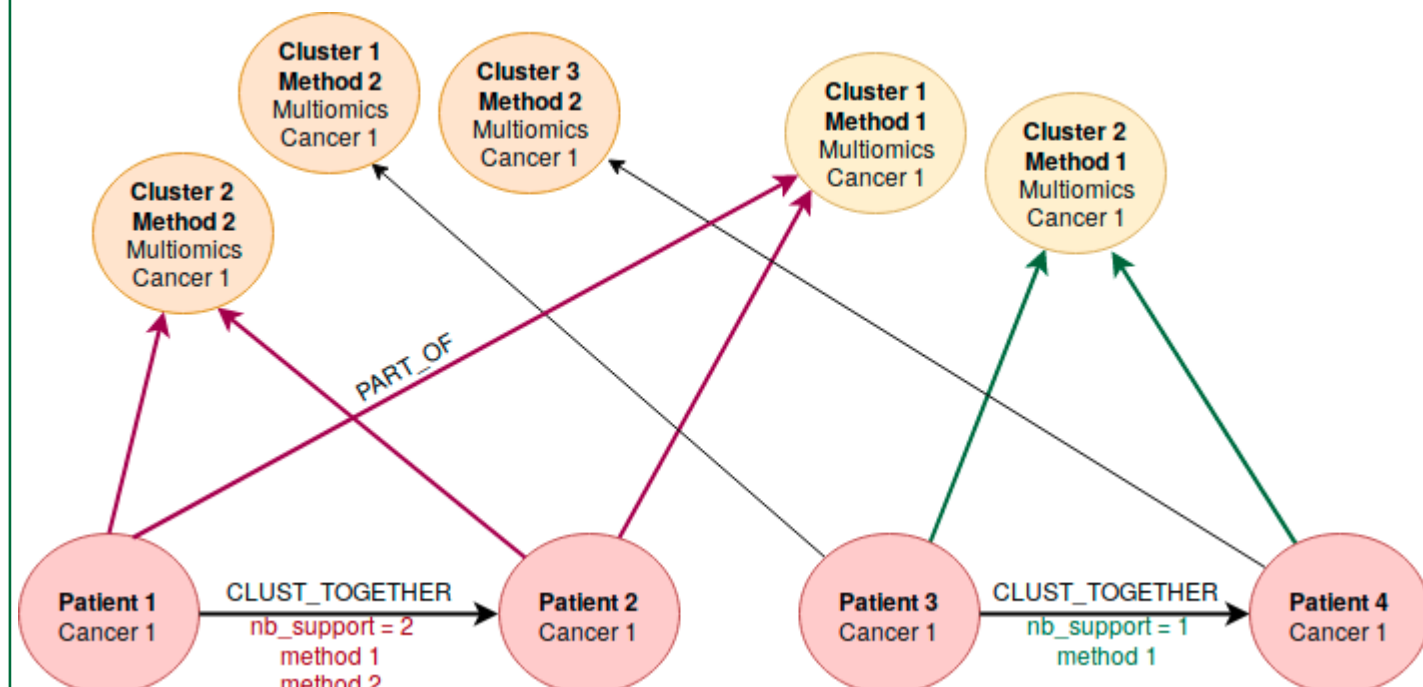 Cluster 1
Method 2
Multiomics
Cancer 1
Cluster 3
Method 2
Multiomics
Cancer 1
Cluster 1
Method 1
Multiomics
Cancer 1
Cluster 2
Method 1
Multiomics
Cancer 1
Cluster 2
Method 2
Multiomics
Cancer 1
PART_OF
Patient 1
Cancer 1
CLUST_TOGETHER
nb_support = 2
method 1
method 2
Patient 2
Cancer 1
Patient 3
Cancer 1
CLUST_TOGETHER
nb_support = 1
method 1
Patient 4
Cancer 1